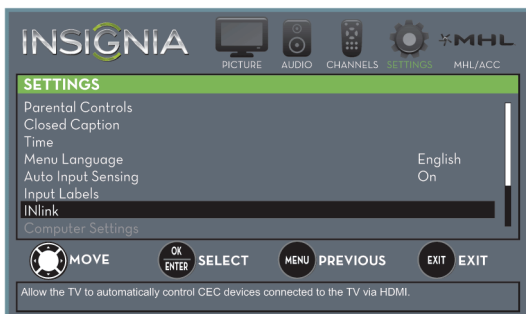 INSIGNIA
MHL
PICTURE AUDIO CHANNELS SETTINGS MHL/ACC
SETTINGS
Parental Controls
Closed Caption
Time
Menu Language English
Auto Input Sensing On
Input Labels
INlink
Computer Settings
MOVE OK ENTER SELECT MENU PREVIOUS EXIT EXIT
Allow the TV to automatically control CEC devices connected to the TV via HDMI.